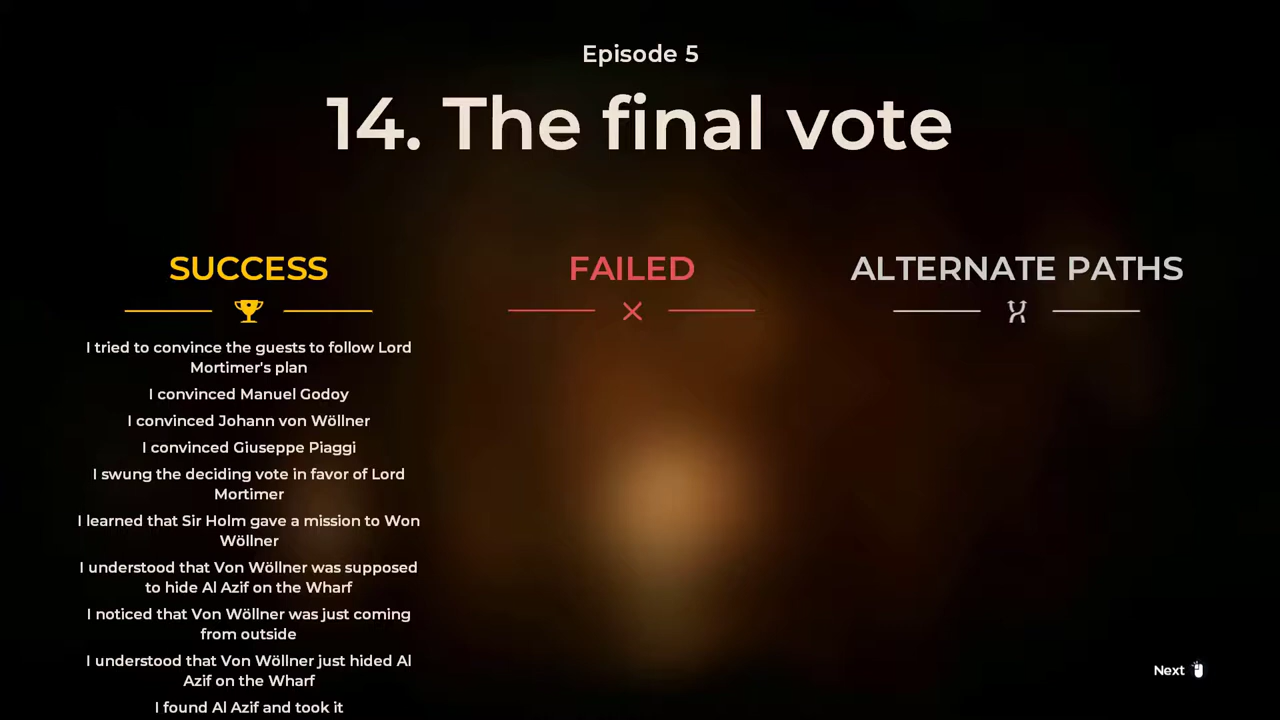 Episode 5
14. The final vote
SUCCESS
I tried to convince the guests to follow Lord
Mortimer's plan
I convinced Manuel Godoy
I convinced Johann von Wöllner
I convinced Giuseppe Piaggi
I swung the deciding vote in favor of Lord
Mortimer
I learned that Sir Holm gave a mission to Won
Wöllner
I understood that Von Wöllner was supposed
to hide Al Azif on the Wharf
I noticed that Von Wöllner was just coming
from outside
I understood that Von Wöllner just hided Al
Azif on the Wharf
I found Al Azif and took it
FAILED
ALTERNATE PATHS
Next